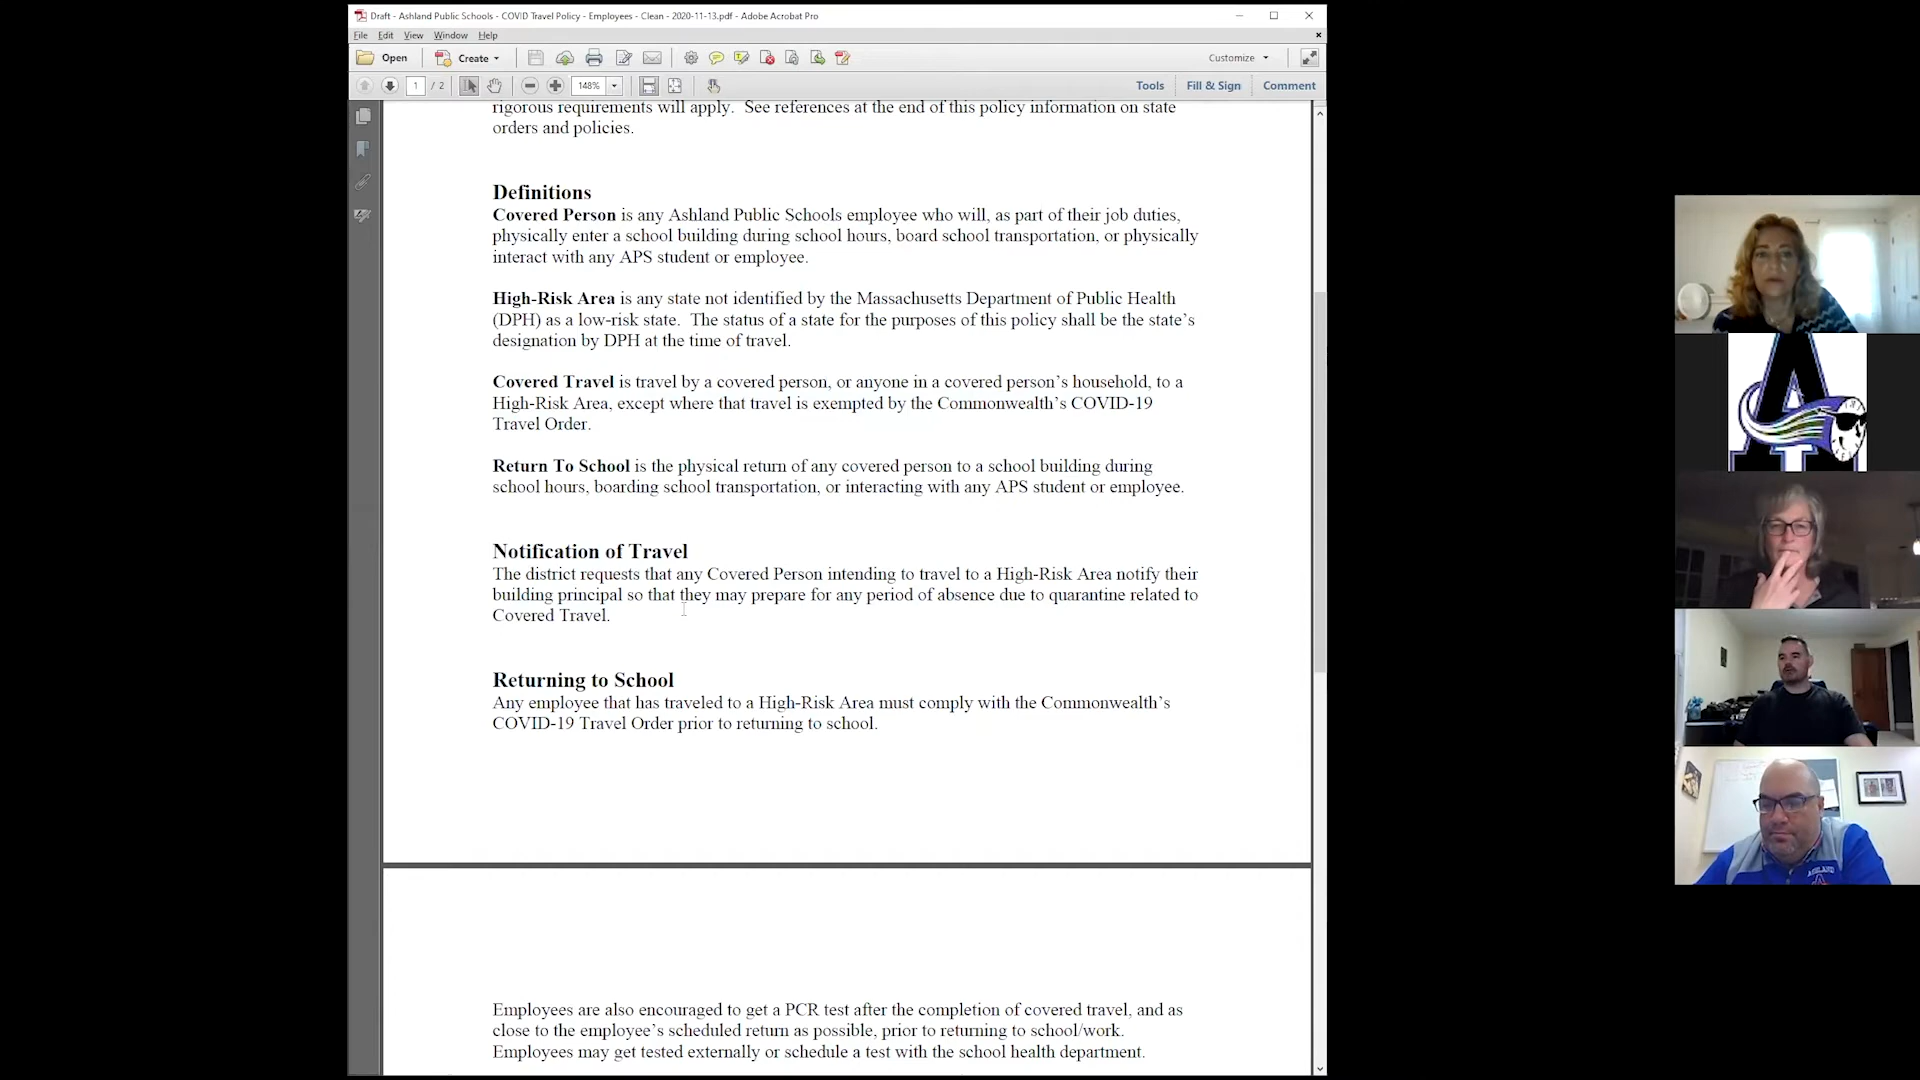 Draft - Ashland Public Schools - COVID Travel Policy - Employees - Clean - 2020-11-13.pdf - Adobe Acrobat Pro
File Edit View Window Help
Open Create Customize
1 / 2 148% Tools Fill & Sign Comment
rigorous requirements will apply. See references at the end of this policy information on state
orders and policies.
Definitions
Covered Person is any Ashland Public Schools employee who will, as part of their job duties,
physically enter a school building during school hours, board school transportation, or physically
interact with any APS student or employee.
High-Risk Area is any state not identified by the Massachusetts Department of Public Health
(DPH) as a low-risk state. The status of a state for the purposes of this policy shall be the state's
designation by DPH at the time of travel.
Covered Travel is travel by a covered person, or anyone in a covered person's household, to a
High-Risk Area, except where that travel is exempted by the Commonwealth's COVID-19
Travel Order.
Return To School is the physical return of any covered person to a school building during
school hours, boarding school transportation, or interacting with any APS student or employee.
Notification of Travel
The district requests that any Covered Person intending to travel to a High-Risk Area notify their
building principal so that they may prepare for any period of absence due to quarantine related to
Covered Travel.
Returning to School
Any employee that has traveled to a High-Risk Area must comply with the Commonwealth's
COVID-19 Travel Order prior to returning to school.
Employees are also encouraged to get a PCR test after the completion of covered travel, and as
close to the employee's scheduled return as possible, prior to returning to school/work.
Employees may get tested externally or schedule a test with the school health department.
A
ASHLAND
A